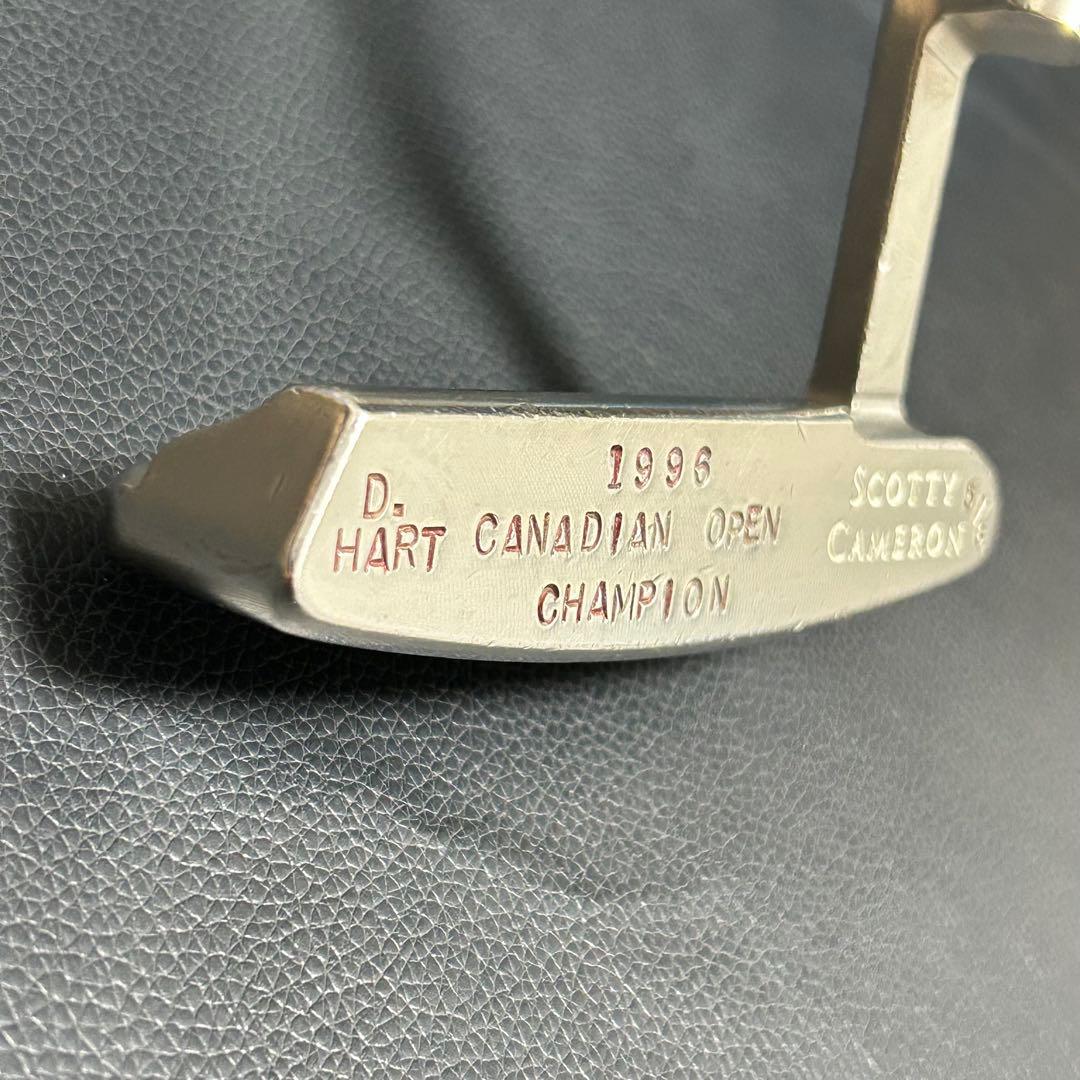 D.
HART
1996
CANADIAN OPEN
CHAMPION
SCOTTY
CAMERON